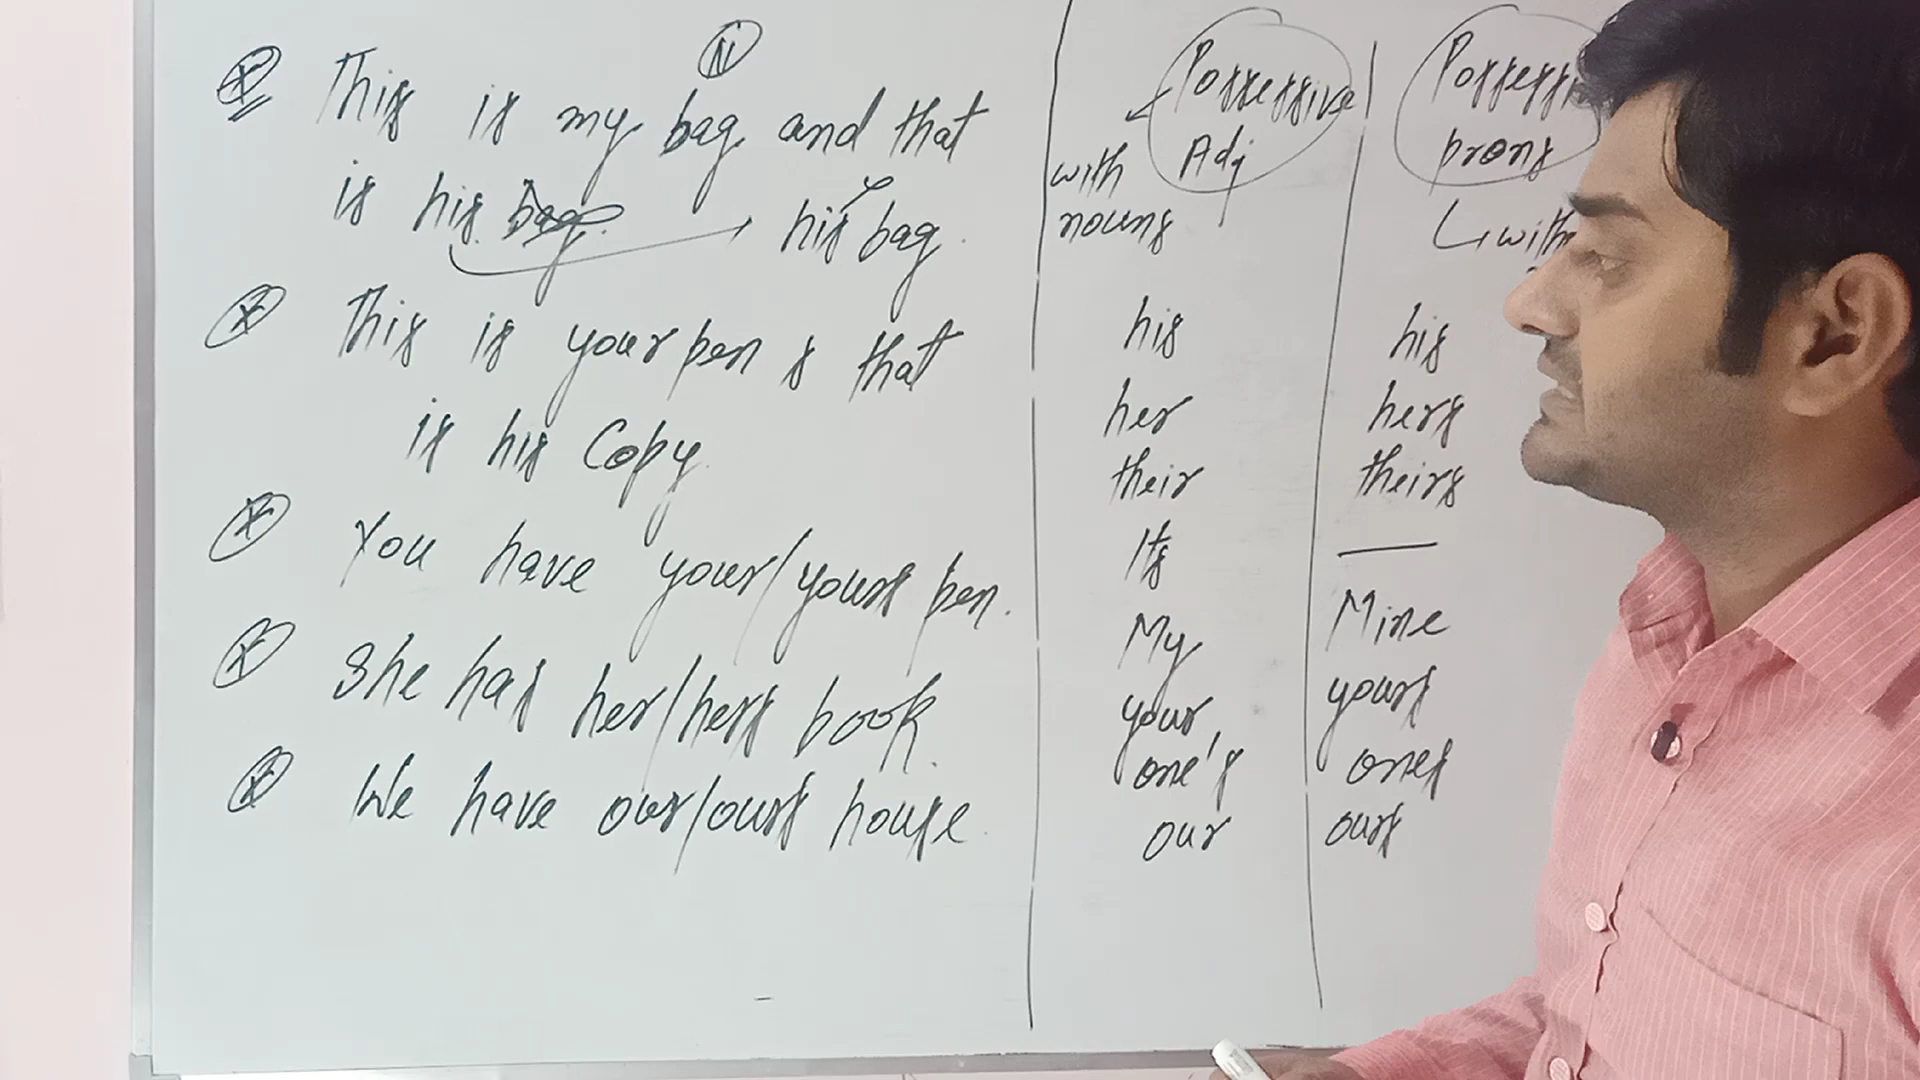 N
This is my bag and that
is his bag. his bag.
This is your pen & that
is his Copy.
You have your/yours pen.
She has her/hers book.
We have our/ours house.
Possessive
Adj
with
nouns
his
her
their
Its
My
your
one's
our
prons
with
his
hers
theirs
—
Mine
yours
ones
ours